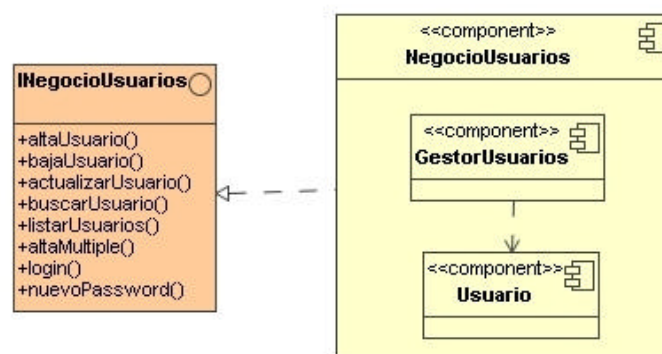 INegocioUsuarios
+altaUsuario()
+bajaUsuario()
+actualizarUsuario()
+buscarUsuario()
+listarUsuarios()
+altaMultiple()
+login()
+nuevoPassword()
<<component>>
NegocioUsuarios
<<component>>
GestorUsuarios
<<component>>
Usuario